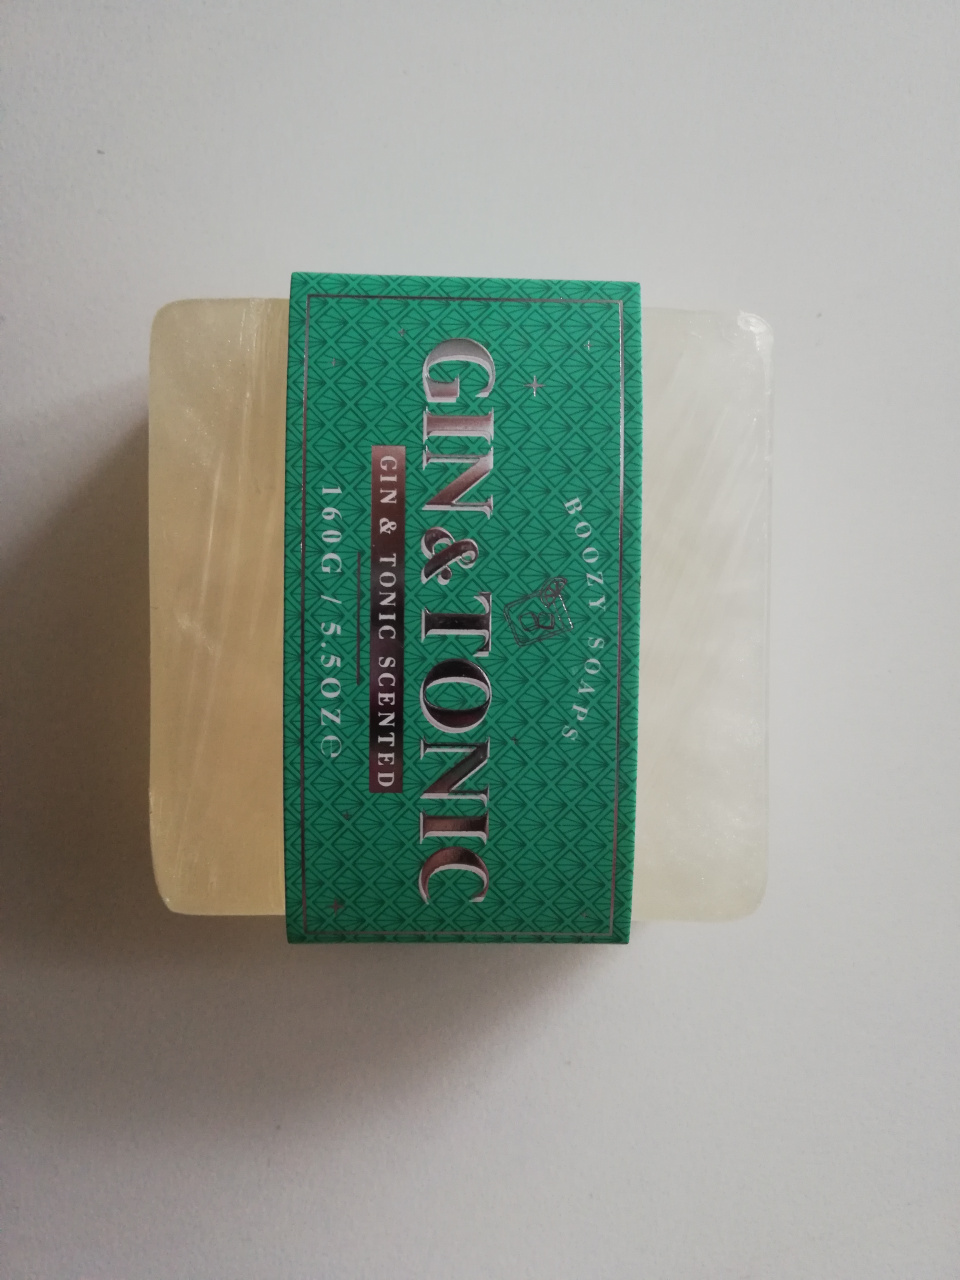 BOOZY SOAPS
GIN & TONIC
GIN & TONIC SCENTED
160G / 5.5OZ ℮